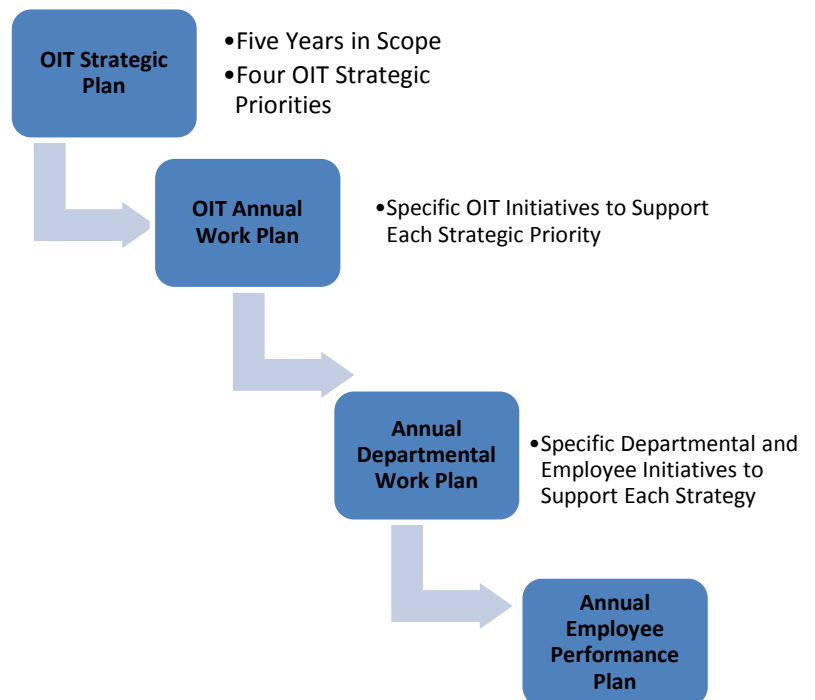 OIT Strategic
Plan
•Five Years in Scope
•Four OIT Strategic
Priorities
OIT Annual
Work Plan
•Specific OIT Initiatives to Support
Each Strategic Priority
Annual
Departmental
Work Plan
•Specific Departmental and
Employee Initiatives to
Support Each Strategy
Annual
Employee
Performance
Plan